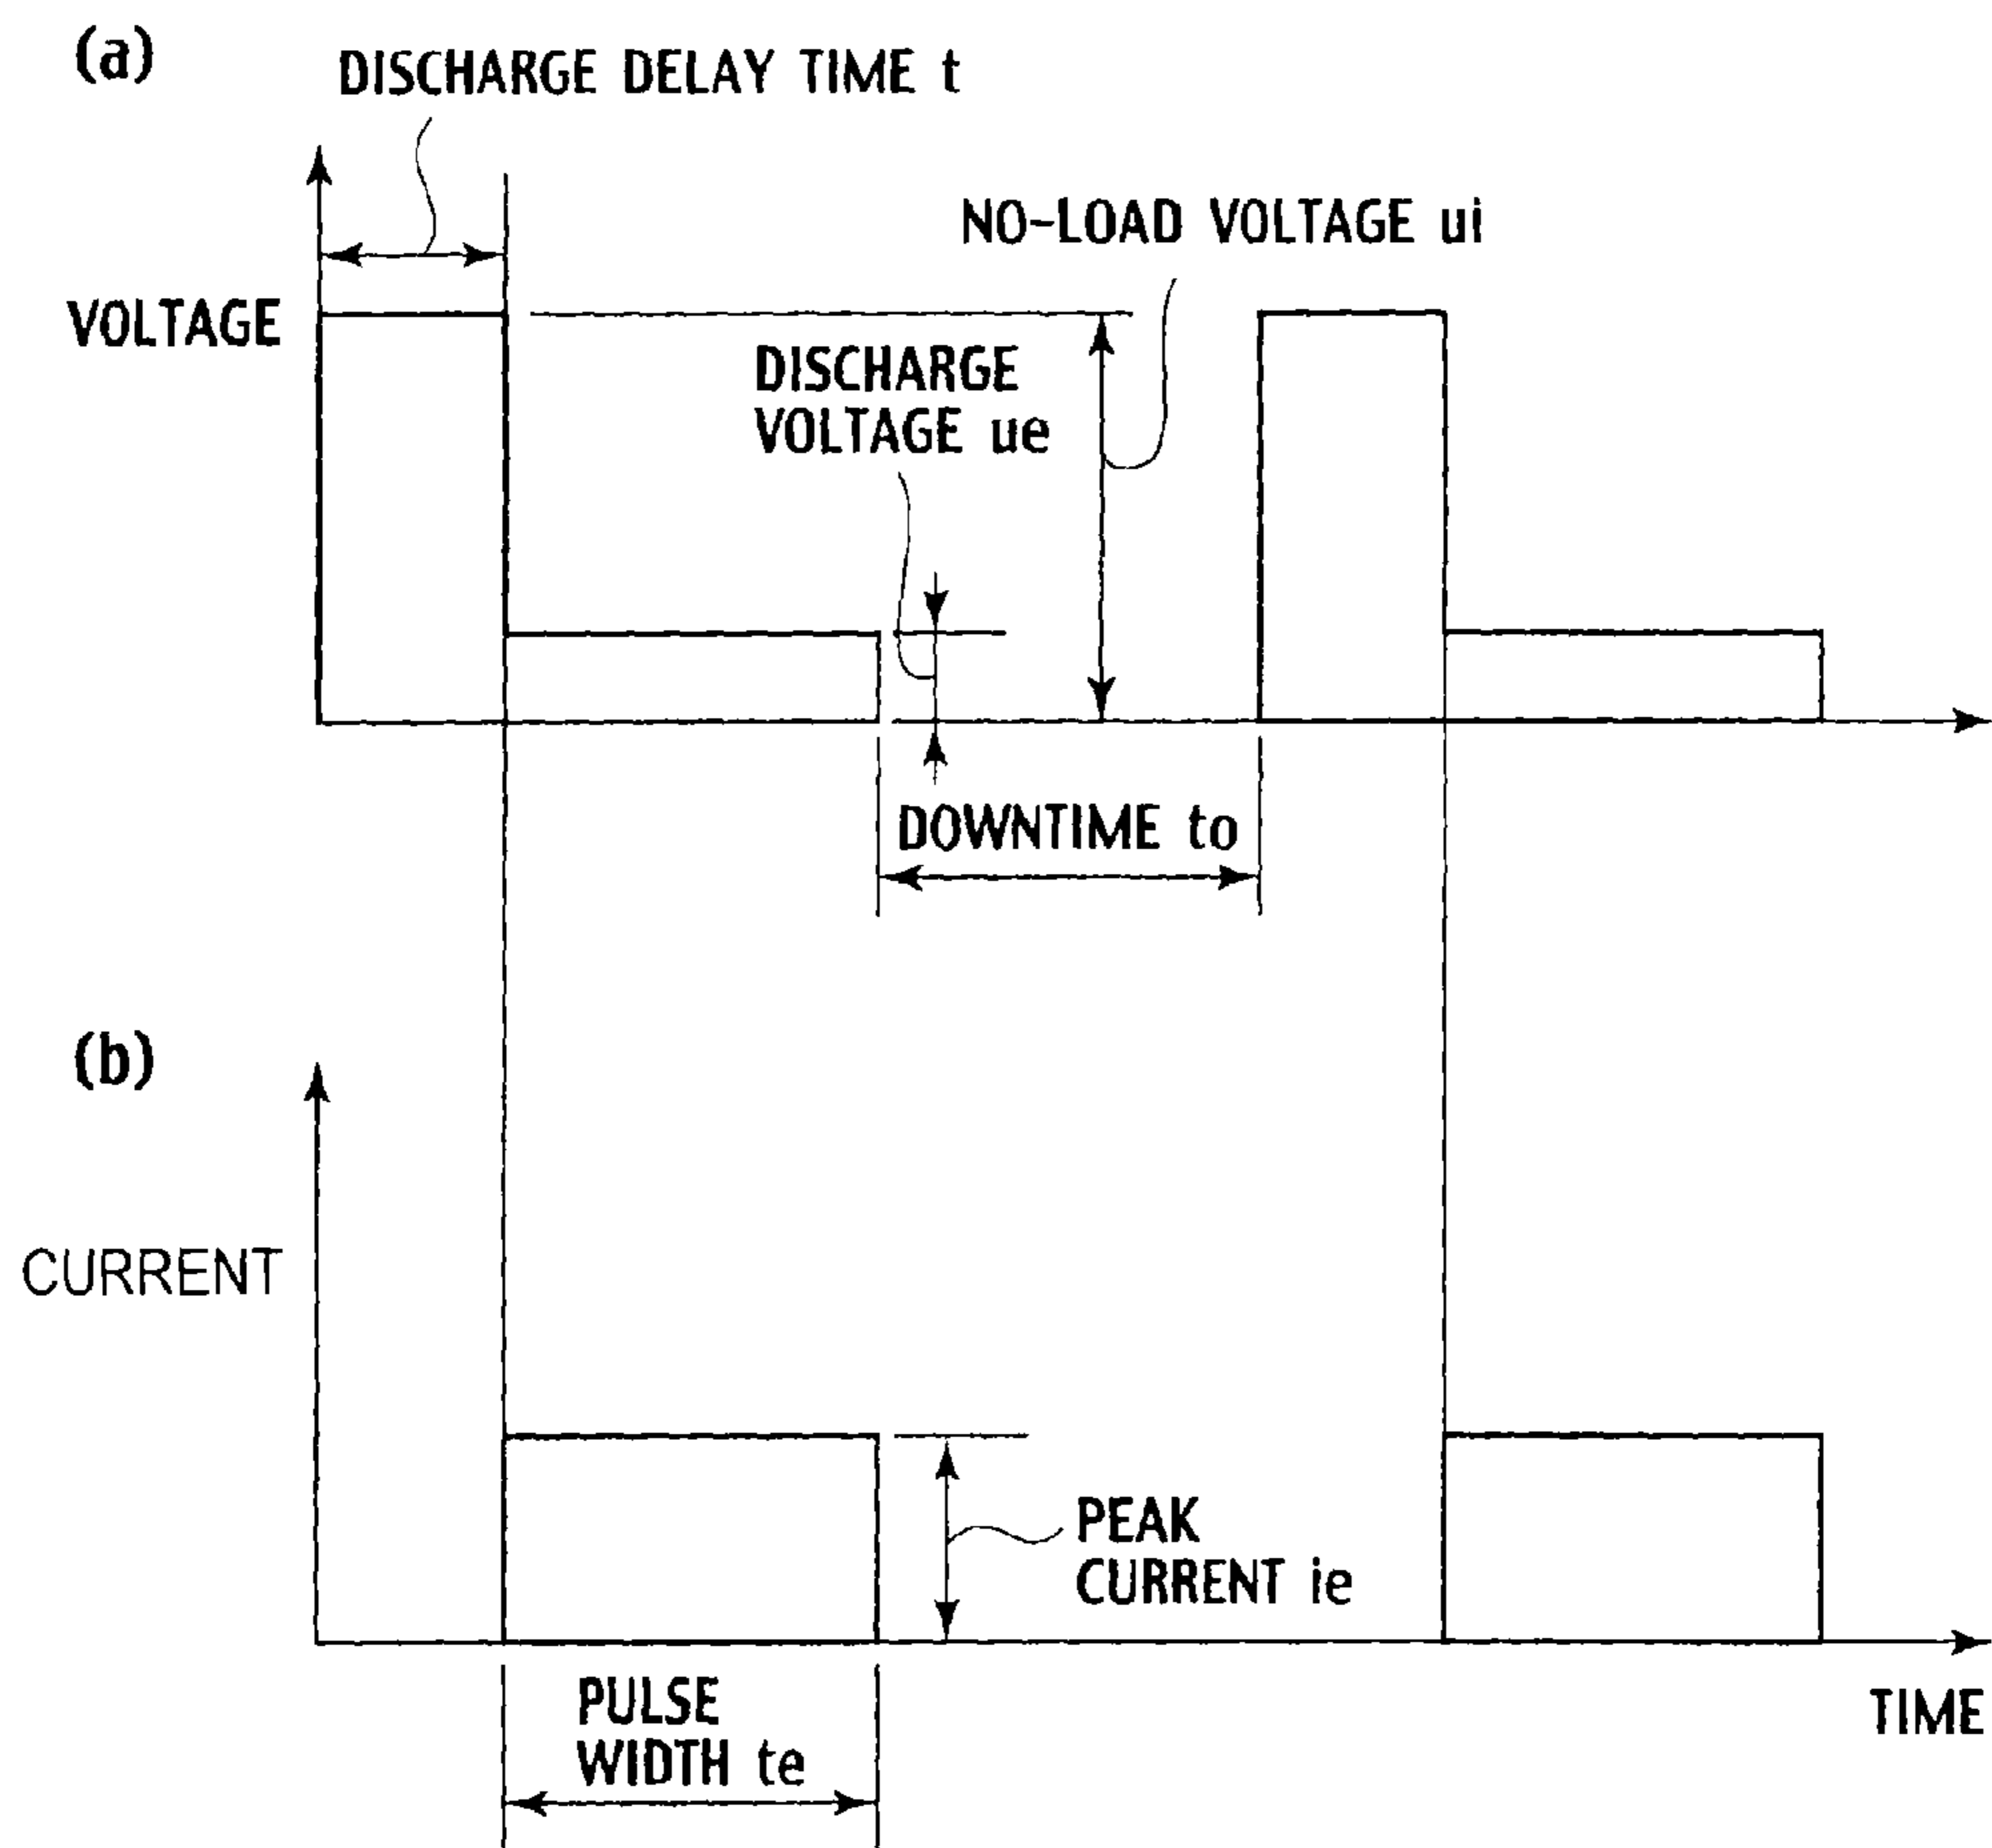 (a)
DISCHARGE DELAY TIME t
NO-LOAD VOLTAGE ui
VOLTAGE
DISCHARGE
VOLTAGE ue
DOWNTIME to
(b)
CURRENT
PEAK
CURRENT ie
PULSE
WIDTH te
TIME